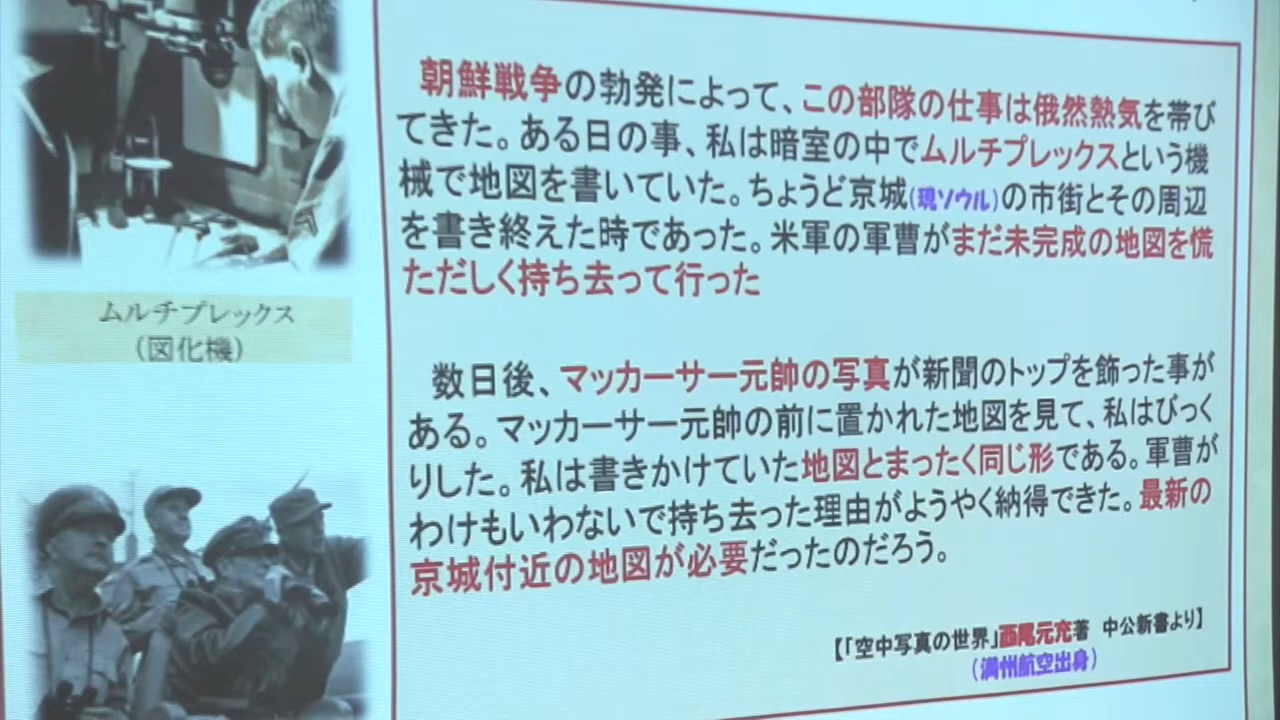 朝鮮戦争の勃発によって、この部隊の仕事は俄然熱気を帯び
てきた。ある日の事、私は暗室の中でムルチプレックスという機
械で地図を書いていた。ちょうど京城(現ソウル)の市街とその周辺
を書き終えた時であった。米軍の軍曹がまだ未完成の地図を慌
ただしく持ち去って行った
数日後、マッカーサー元帥の写真が新聞のトップを飾った事が
ある。マッカーサー元帥の前に置かれた地図を見て、私はびっく
りした。私は書きかけていた地図とまったく同じ形である。軍曹が
わけもいわないで持ち去った理由がようやく納得できた。最新の
京城付近の地図が必要だったのだろう。
【「空中写真の世界」西尾元充著 中公新書より】
(満州航空出身)
ムルチプレックス
(図化機)